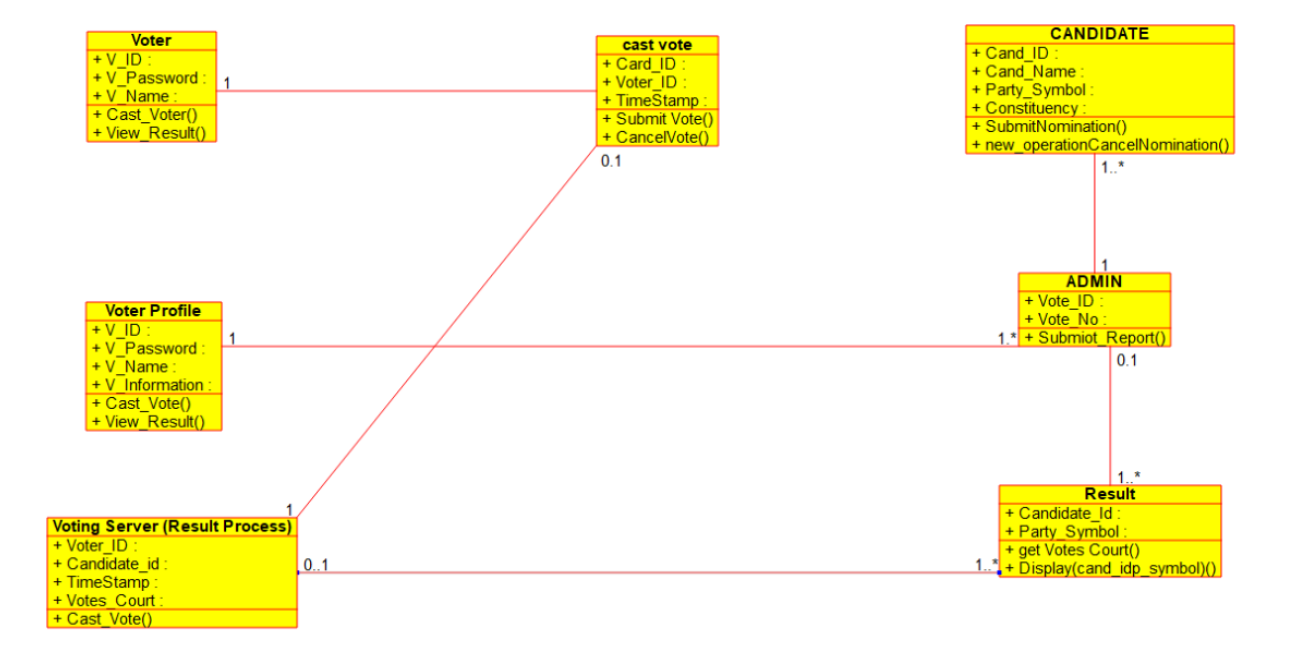 Voter
+ V_ID :
+ V_Password :
+ V_Name :
+ Cast_Voter()
+ View_Result()
1
cast vote
+ Card_ID :
+ Voter_ID :
+ TimeStamp :
+ Submit Vote()
+ CancelVote()
0.1
CANDIDATE
+ Cand_ID :
+ Cand_Name :
+ Party_Symbol :
+ Constituency :
+ SubmitNomination()
+ new_operationCancelNomination()
1..*
1
ADMIN
+ Vote_ID :
+ Vote_No :
+ Submiot_Report()
0.1
Voter Profile
+ V_ID :
+ V_Password :
+ V_Name :
+ V_Information :
+ Cast_Vote()
+ View_Result()
1
1.*
1
Voting Server (Result Process)
+ Voter_ID :
+ Candidate_id :
+ TimeStamp :
+ Votes_Court :
+ Cast_Vote()
0..1
1..*
1..*
Result
+ Candidate_Id :
+ Party_Symbol :
+ get Votes Court()
+ Display(cand_idp_symbol)()